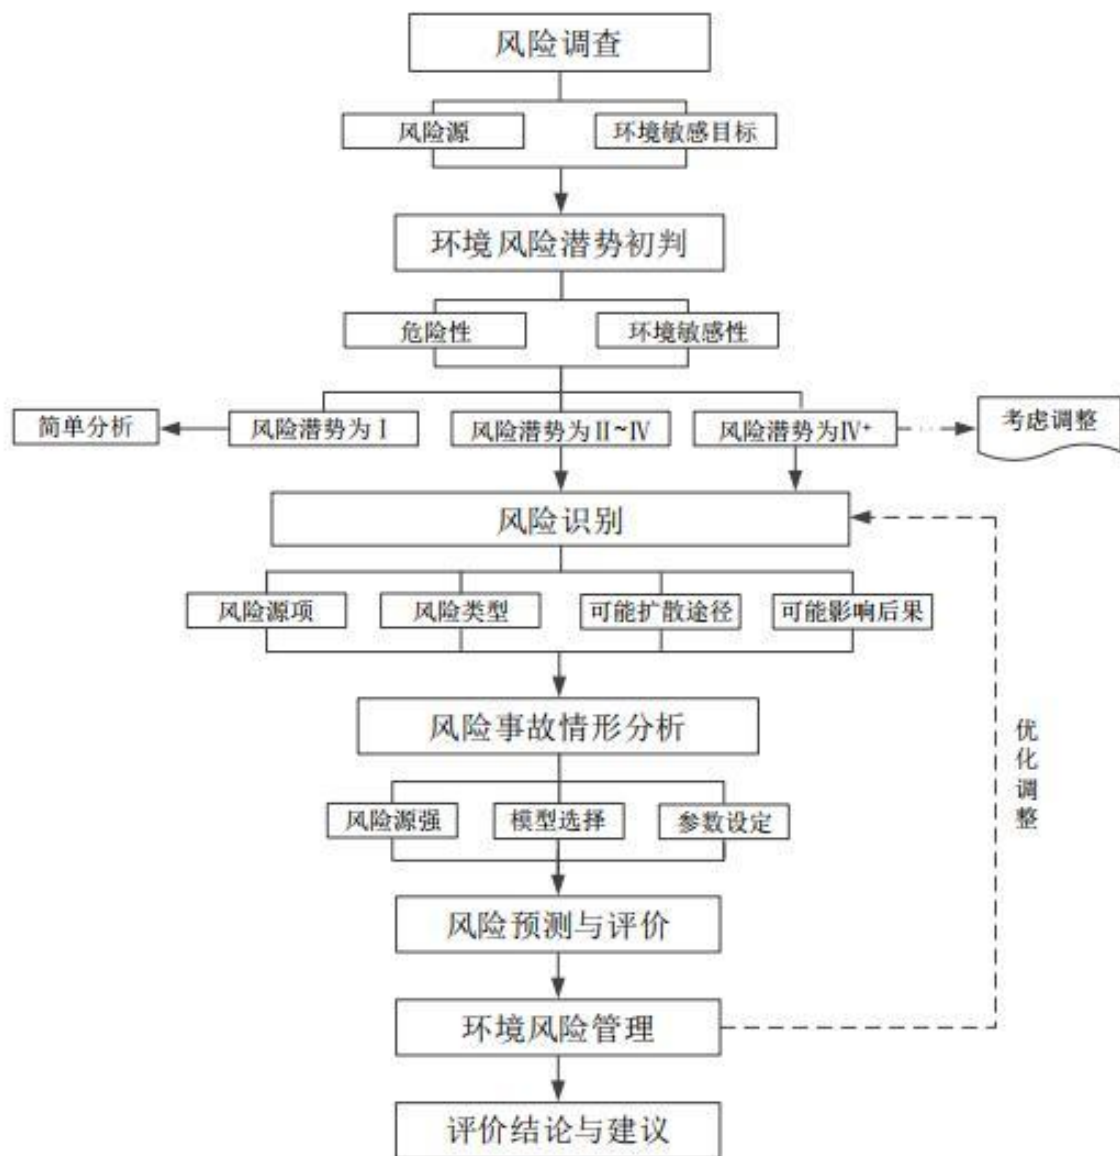 风险调查
风险源
环境敏感目标
环境风险潜势初判
危险性
环境敏感性
简单分析
风险潜势为Ⅰ
风险潜势为Ⅱ~Ⅳ
风险潜势为Ⅳ+
考虑调整
风险识别
风险源项
风险类型
可能扩散途径
可能影响后果
风险事故情形分析
优化调整
风险源强
模型选择
参数设定
风险预测与评价
环境风险管理
评价结论与建议